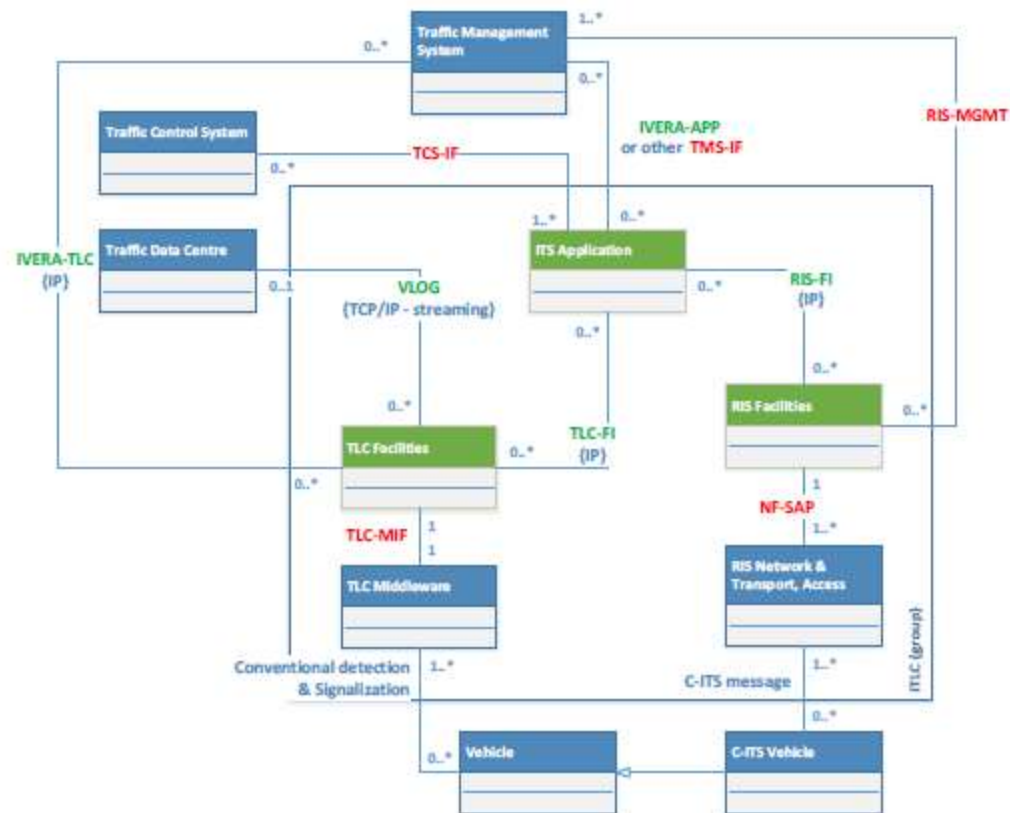 1..*
Traffic Management
System
0..*
0..*
RIS-MGMT
IVERA-APP
or other TMS-IF
Traffic Control System
TCS-IF
0..*
1..*
0..*
IVERA-TLC
(IP)
Traffic Data Centre
0..1
VLOG
(TCP/IP - streaming)
ITS Application
0..*
RIS-FI
(IP)
0..*
0..*
RIS Facilities
0..*
0..*
TLC Facilities
0..*
TLC-FI
(IP)
0..*
1
NF-SAP
1..*
TLC-MIF
1
1
TLC Middleware
RIS Network &
Transport, Access
ITLC (group)
Conventional detection
& Signalization
1..*
C-ITS message
1..*
0..*
0..*
Vehicle
C-ITS Vehicle